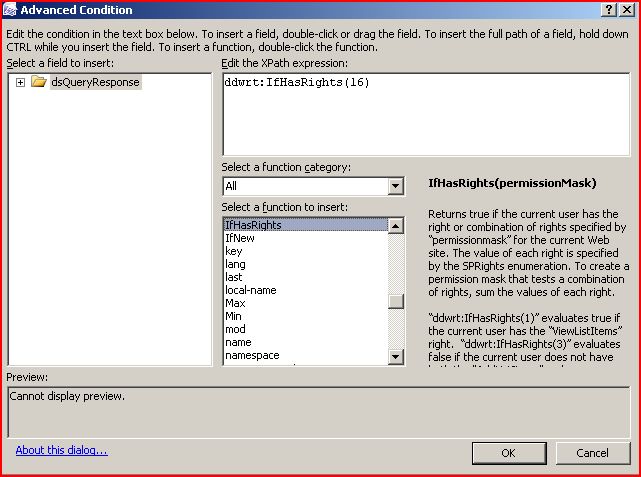 Advanced Condition
Edit the condition in the text box below. To insert a field, double-click or drag the field. To insert the full path of a field, hold down
CTRL while you insert the field. To insert a function, double-click the function.
Select a field to insert:
dsQueryResponse
Edit the XPath expression:
ddwrt:IfHasRights(16)
Select a function category:
All
Select a function to insert:
IfHasRights
IfNew
key
lang
last
local-name
Max
Min
mod
name
namespace
IfHasRights(permissionMask)
Returns true if the current user has the
right or combination of rights specified by
"permissionmask" for the current Web
site. The value of each right is specified
by the SPRights enumeration. To create a
permission mask that tests a combination
of rights, sum the values of each right.
"ddwrt:IfHasRights(1)" evaluates true if
the current user has the "ViewListItems"
right. "ddwrt:IfHasRights(3)" evaluates
false if the current user does not have
Preview:
Cannot display preview.
About this dialog...
OK
Cancel